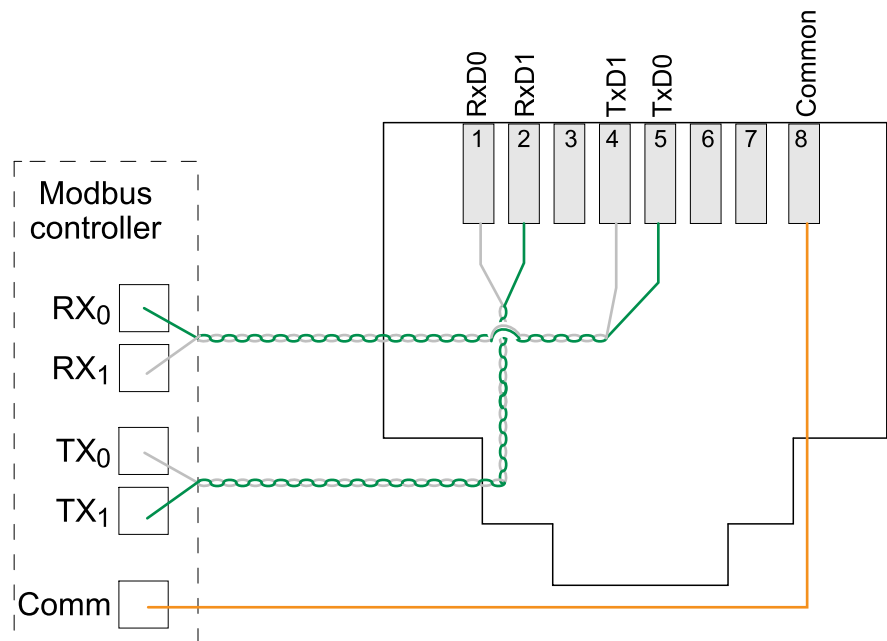 RxD0
RxD1
TxD1
TxD0
Common
1 2 3 4 5 6 7 8
Modbus
controller
RX0
RX1
TX0
TX1
Comm